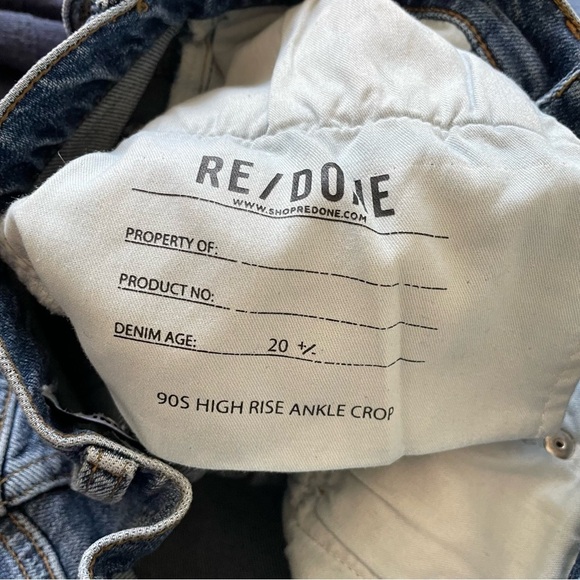 RE/DONE
WWW.SHOPREDONE.COM
PROPERTY OF:
PRODUCT NO:
DENIM AGE: 20 +/-
90S HIGH RISE ANKLE CROP